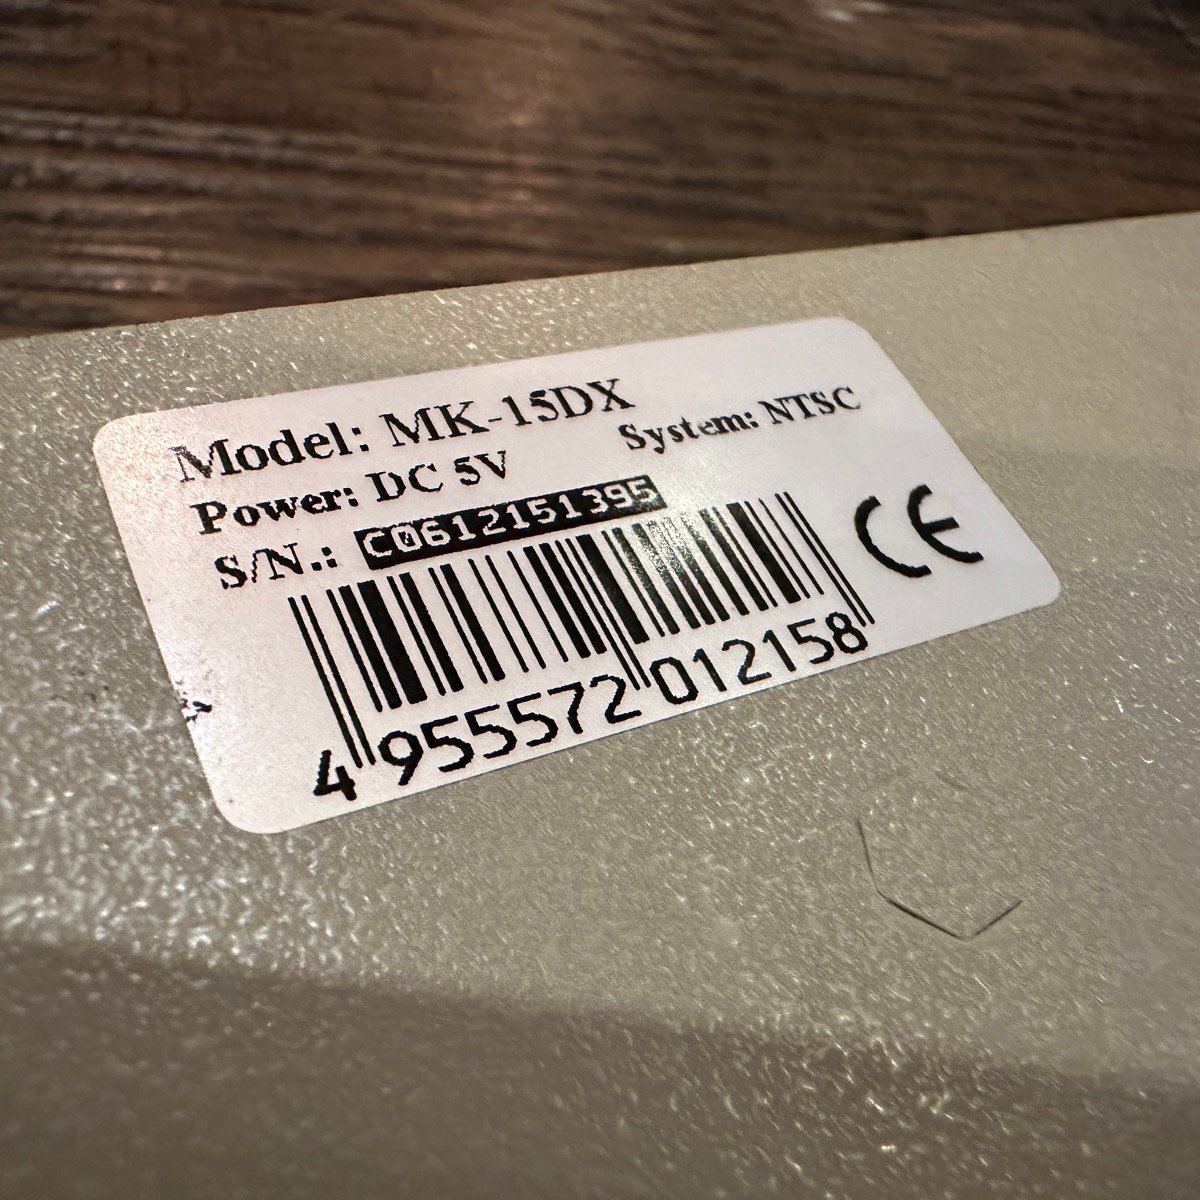 Model: MK-15DX
Power: DC 5V System: NTSC
S/N.: C0612151395
CE
4 955572 012158